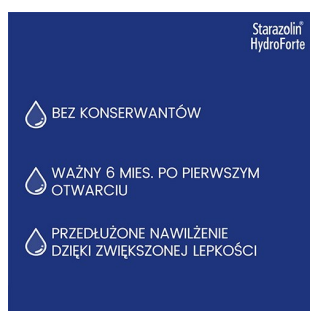 Starazolin®
HydroForte
BEZ KONSERWANTÓW
WAŻNY 6 MIES. PO PIERWSZYM
OTWARCIU
PRZEDŁUŻONE NAWILŻENIE
DZIĘKI ZWIĘKSZONEJ LEPKOŚCI